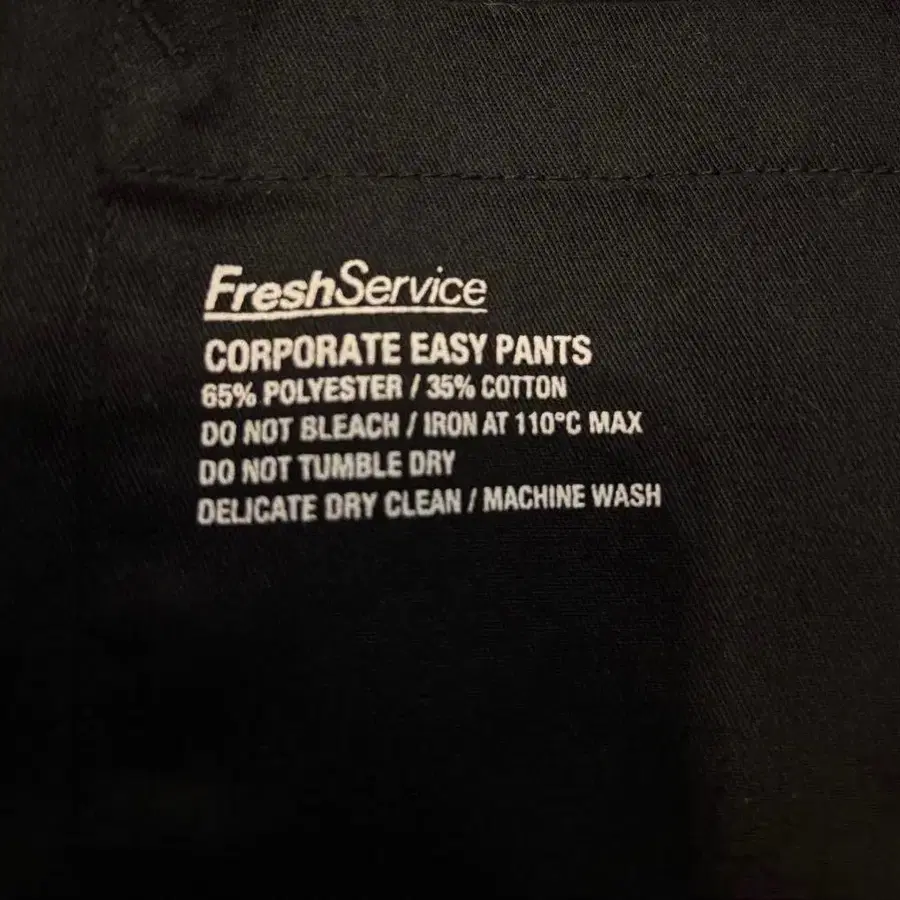 FreshService
CORPORATE EASY PANTS
65% POLYESTER / 35% COTTON
DO NOT BLEACH / IRON AT 110°C MAX
DO NOT TUMBLE DRY
DELICATE DRY CLEAN / MACHINE WASH